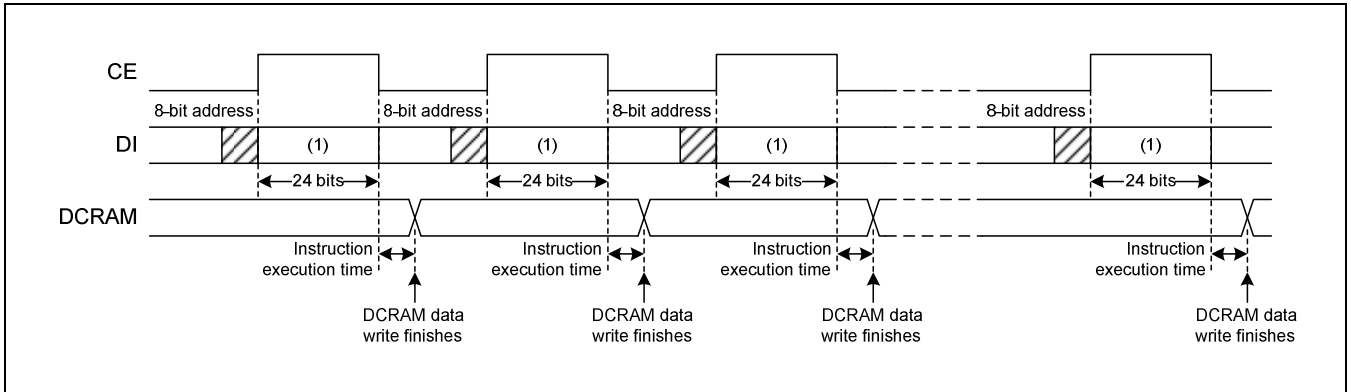 CE
8-bit address 8-bit address 8-bit address 8-bit address
DI (1) (1) (1) (1)
24 bits 24 bits 24 bits 24 bits
DCRAM
Instruction Instruction Instruction Instruction
execution time execution time execution time execution time
DCRAM data DCRAM data DCRAM data DCRAM data
write finishes write finishes write finishes write finishes